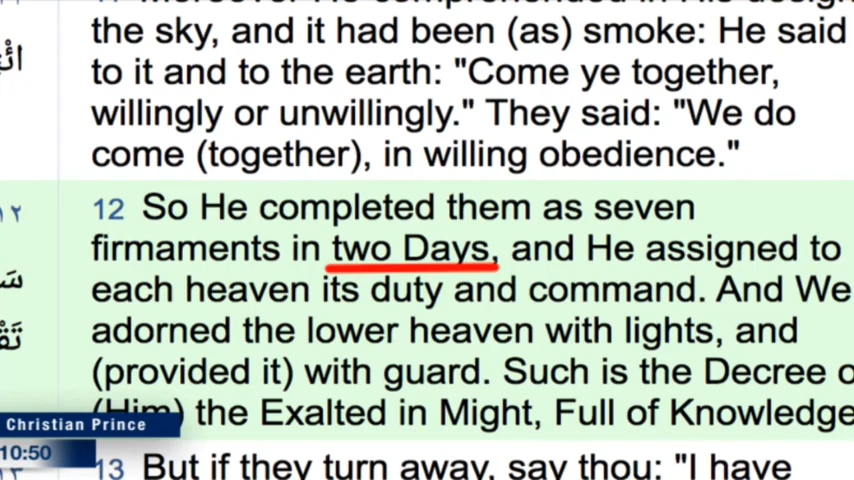 the sky, and it had been (as) smoke: He said
to it and to the earth: "Come ye together,
willingly or unwillingly." They said: "We do
come (together), in willing obedience."
١٢
12 So He completed them as seven
firmaments in two Days, and He assigned to
each heaven its duty and command. And We
adorned the lower heaven with lights, and
(provided it) with guard. Such is the Decree o
(Him) the Exalted in Might, Full of Knowledge
13 But if they turn away, say thou: "I have
Christian Prince
10:50